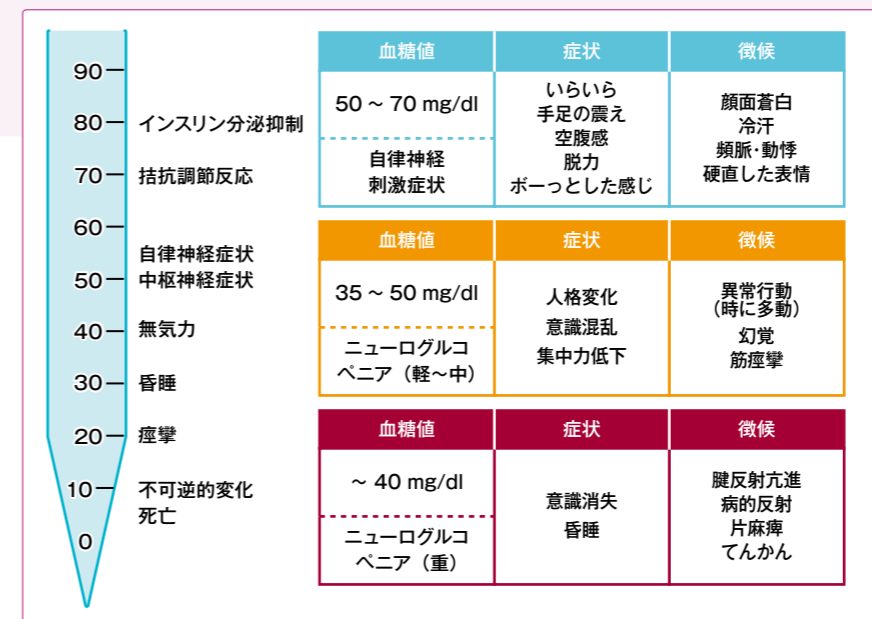 90
80
インスリン分泌抑制
70
拮抗調節反応
60
自律神経症状
50
中枢神経症状
40
無気力
30
昏睡
20
痙攣
10
不可逆的変化
死亡
0
血糖値
症状
徴候
50 ~ 70 mg/dl
自律神経
刺激症状
いらいら
手足の震え
空腹感
脱力
ボーっとした感じ
顔面蒼白
冷汗
頻脈・動悸
硬直した表情
血糖値
症状
徴候
35 ~ 50 mg/dl
ニューログルコ
ペニア（軽〜中）
人格変化
意識混乱
集中力低下
異常行動
（時に多動）
幻覚
筋痙攣
血糖値
症状
徴候
~ 40 mg/dl
ニューログルコ
ペニア（重）
意識消失
昏睡
腱反射亢進
病的反射
片麻痺
てんかん